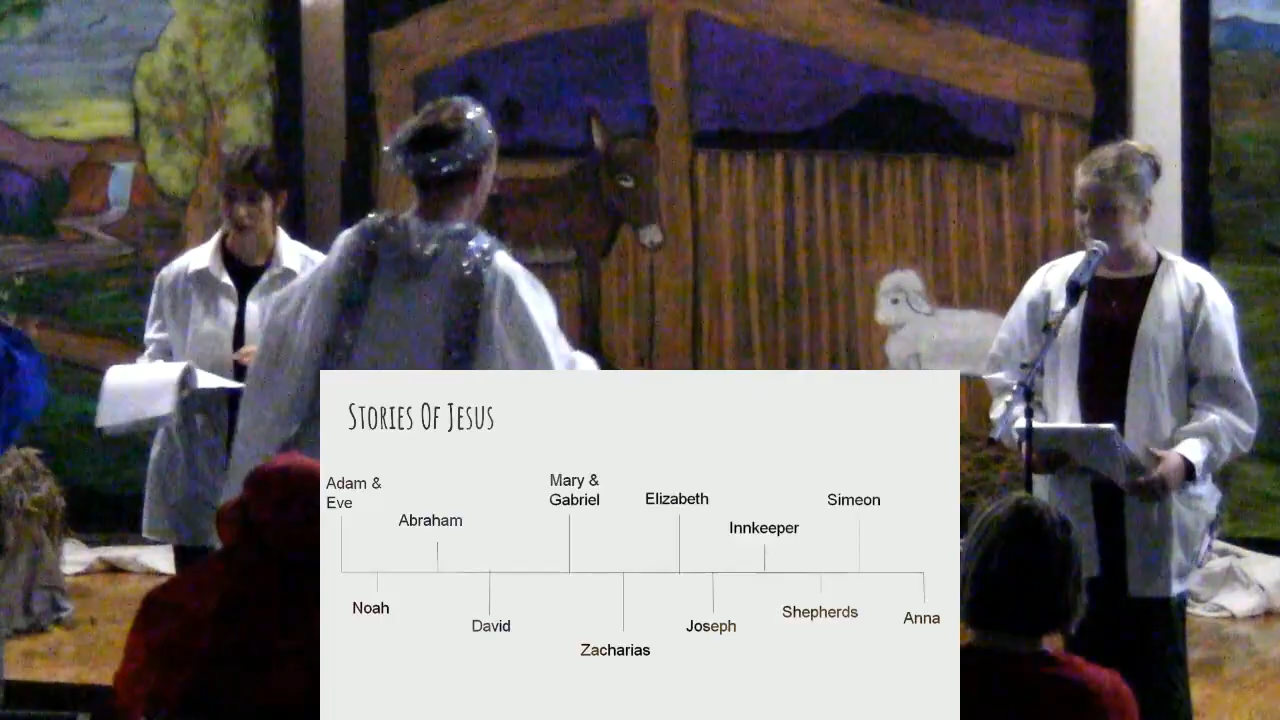 Stories Of Jesus
Adam &
Eve
Abraham
Mary &
Gabriel
Elizabeth
Innkeeper
Simeon
Noah
David
Zacharias
Joseph
Shepherds
Anna